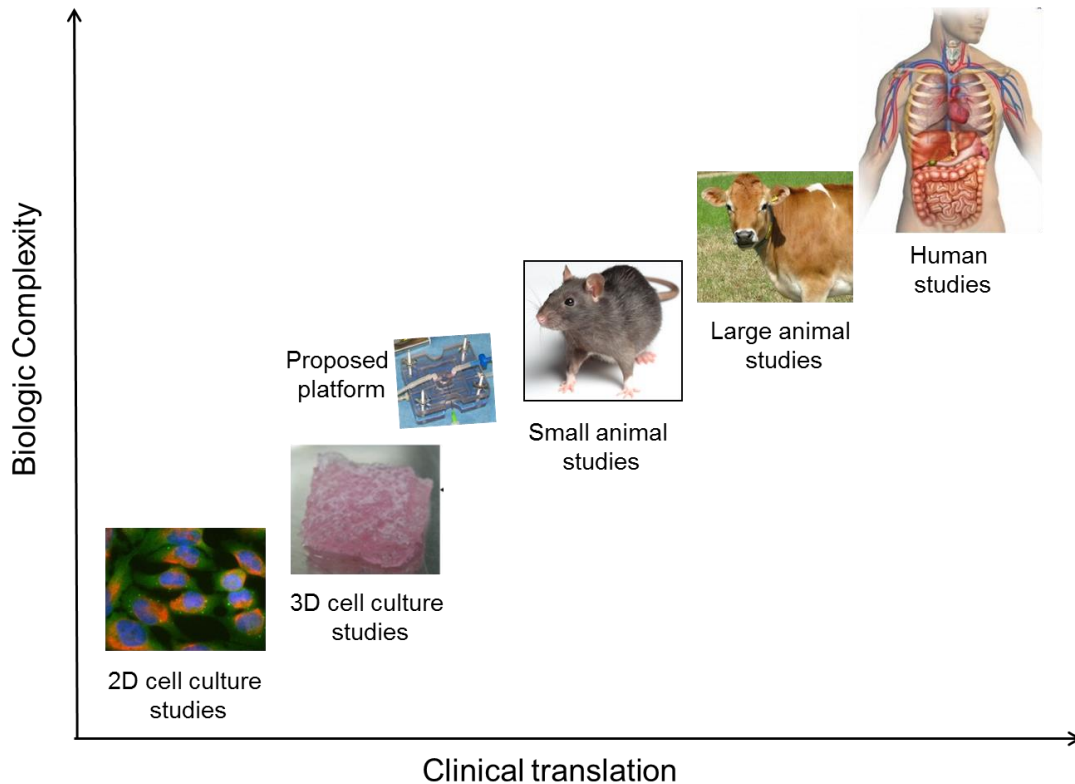 Biologic Complexity
Human
studies
Large animal
studies
Proposed
platform
Small animal
studies
3D cell culture
studies
2D cell culture
studies
Clinical translation